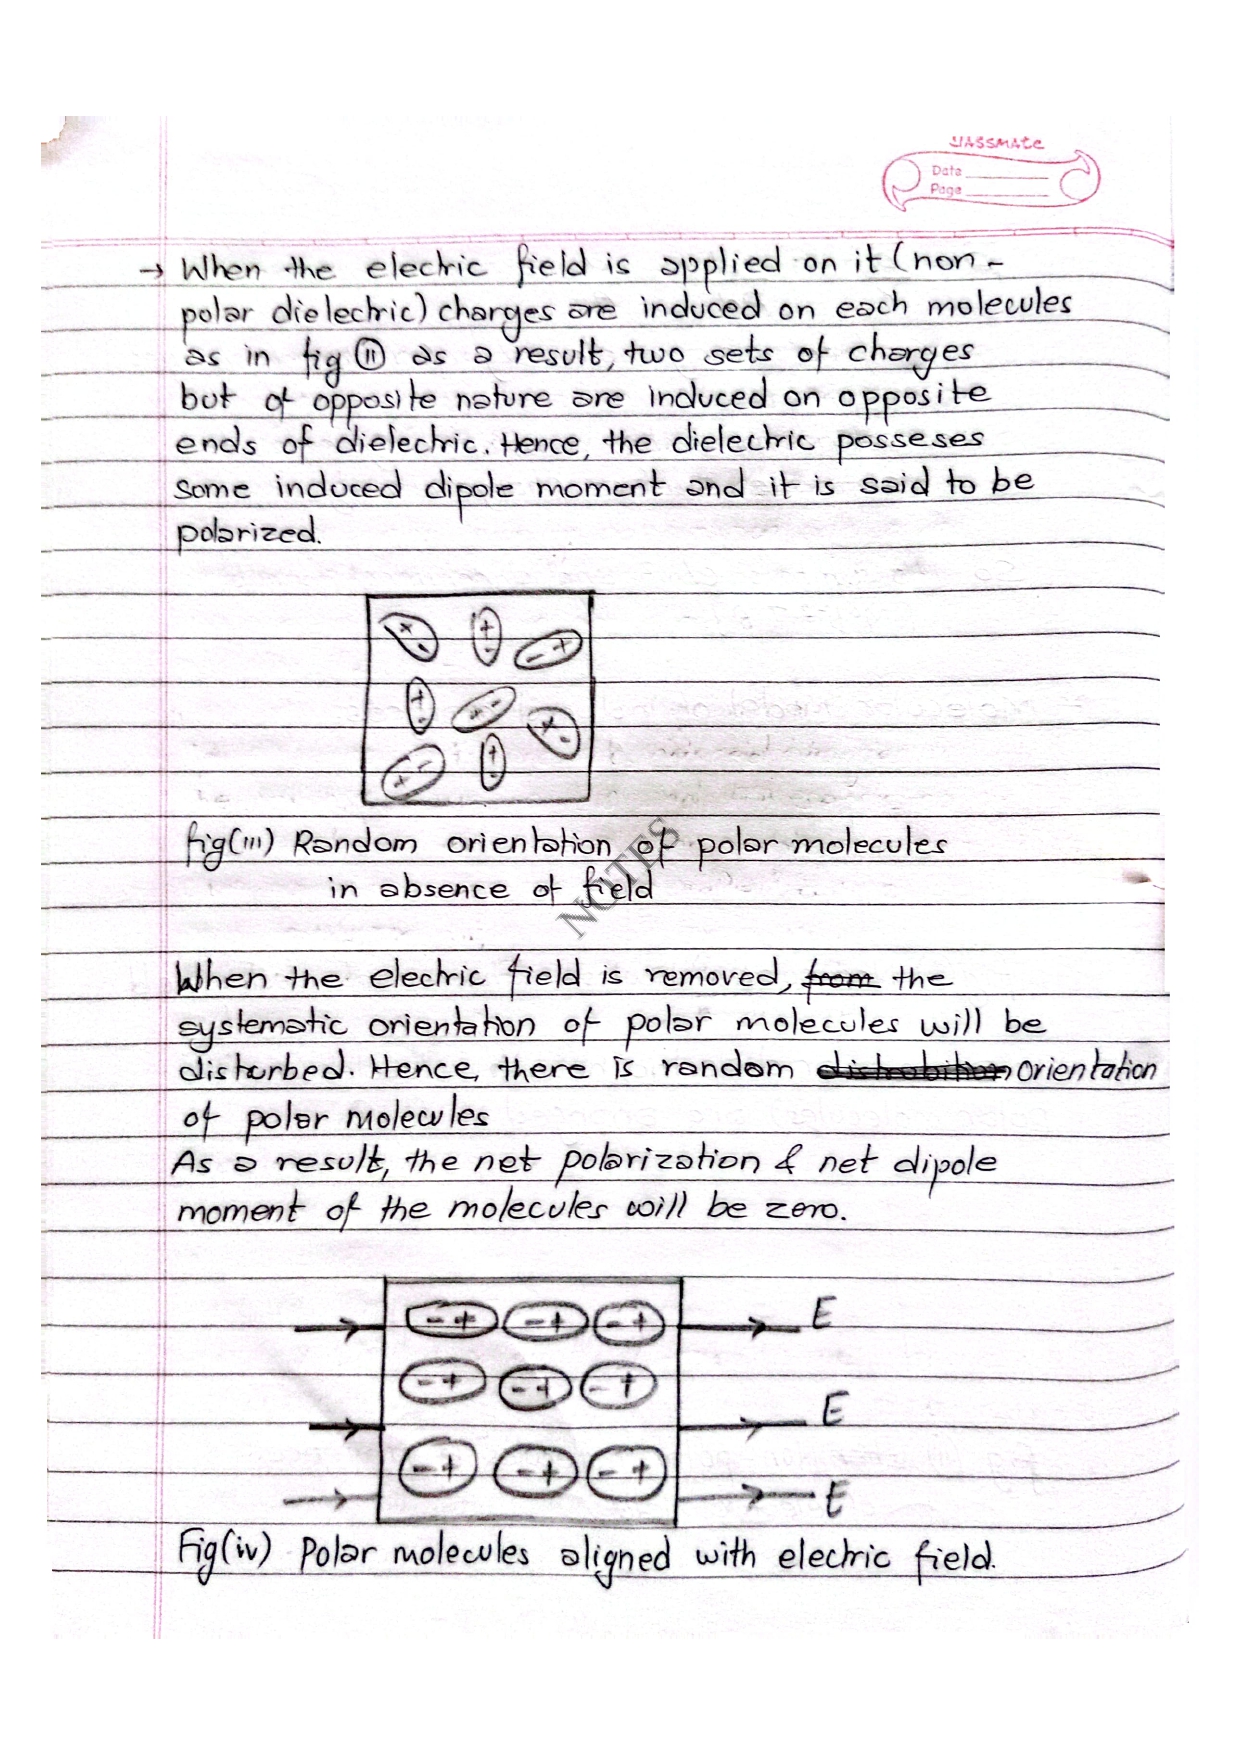 classmate
Date
Page
→ When the electric field is applied on it (non-
polar dielectric) charges are induced on each molecules
as in fig (ii) as a result, two sets of charges
but of opposite nature are induced on opposite
ends of dielectric. Hence, the dielectric posseses
some induced dipole moment and it is said to be
polarized.
+ + - +
- - 
+ + - +
- -
+ - +
-
fig(iii) Random orientation of polar molecules
in absence of field
NOTES
When the electric field is removed, from the
systematic orientation of polar molecules will be
disturbed. Hence, there is random distrubition orientation
of polar molecules
As a result, the net polarization & net dipole
moment of the molecules will be zero.
- + - + - + E
- + - + - +
E
- + - + - +
E
Fig(iv) Polar molecules aligned with electric field.